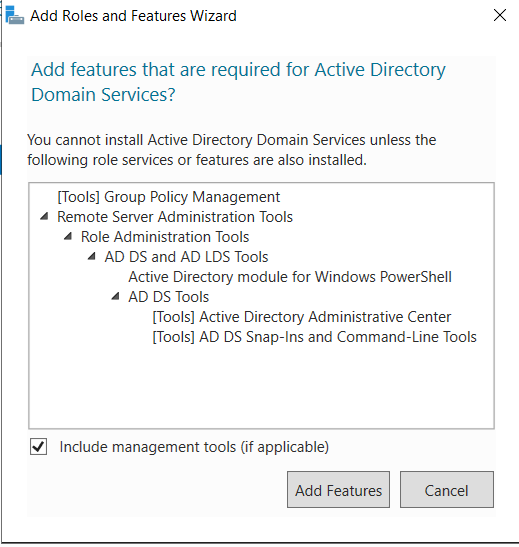 Add Roles and Features Wizard
Add features that are required for Active Directory
Domain Services?
You cannot install Active Directory Domain Services unless the
following role services or features are also installed.
[Tools] Group Policy Management
Remote Server Administration Tools
Role Administration Tools
AD DS and AD LDS Tools
Active Directory module for Windows PowerShell
AD DS Tools
[Tools] Active Directory Administrative Center
[Tools] AD DS Snap-Ins and Command-Line Tools
Include management tools (if applicable)
Add Features
Cancel